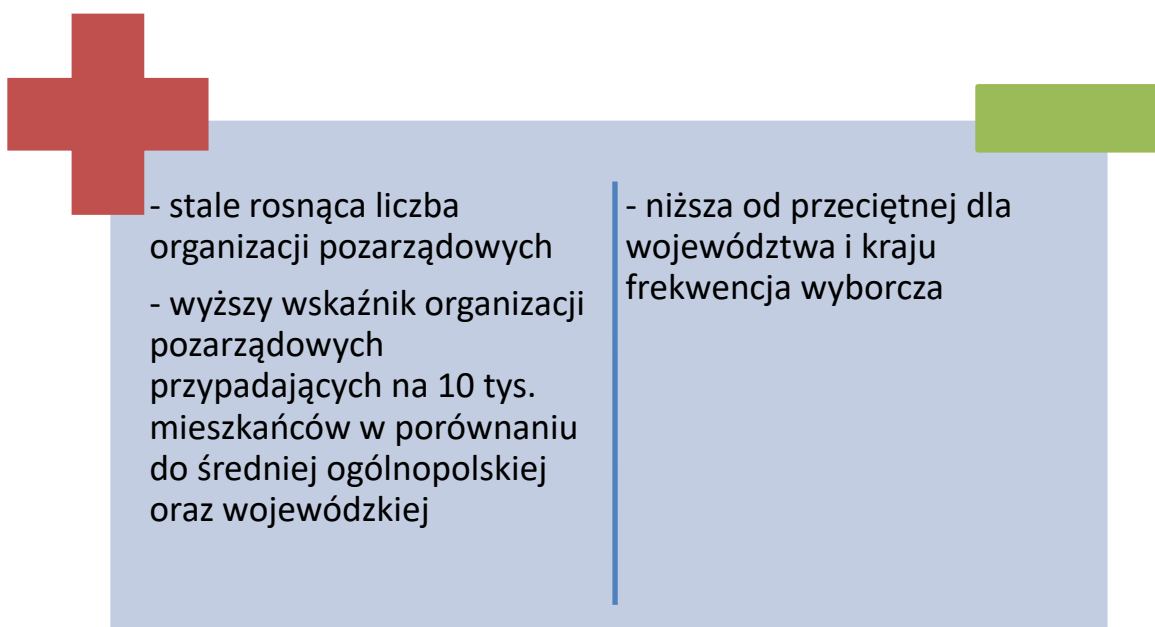 - stale rosnąca liczba
organizacji pozarządowych
- wyższy wskaźnik organizacji
pozarządowych
przypadających na 10 tys.
mieszkańców w porównaniu
do średniej ogólnopolskiej
oraz wojewódzkiej
- niższa od przeciętnej dla
województwa i kraju
frekwencja wyborcza